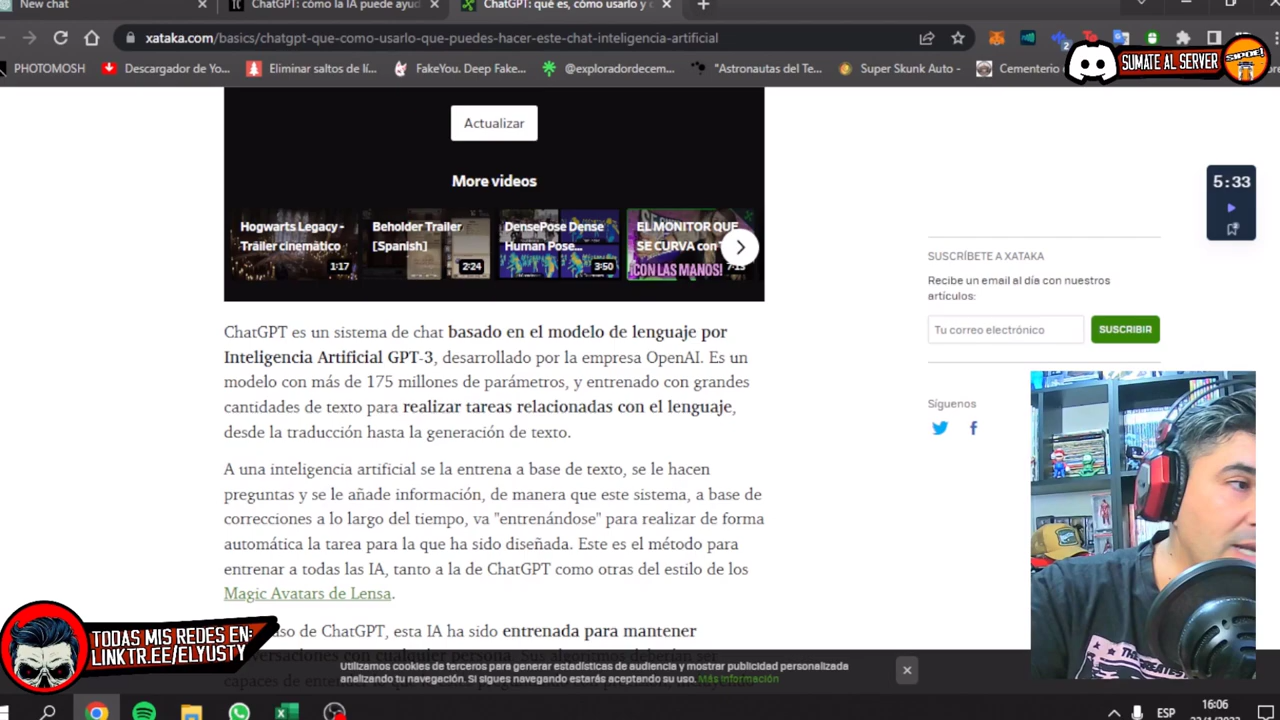 New chat
ChatGPT: cómo la IA puede ayud
ChatGPT: qué es, cómo usarlo y
xataka.com/basics/chatgpt-que-como-usarlo-que-puedes-hacer-este-chat-inteligencia-artificial
PHOTOMOSH
Descargador de Yo...
Eliminar saltos de lí...
FakeYou. Deep Fake...
@exploradordecem...
"Astronautas del Te...
Super Skunk Auto -
Cementerio
SUMATE AL SERVER
Actualizar
More videos
Hogwarts Legacy -
Tráiler cinemático
1:17
Beholder Trailer
[Spanish]
2:24
DensePose Dense
Human Pose...
3:50
EL MONITOR QUE
SE CURVA con T
¡CON LAS MANOS!
5:33
SUSCRÍBETE A XATAKA
Recibe un email al día con nuestros
artículos:
Tu correo electrónico
SUSCRIBIR
Síguenos
ChatGPT es un sistema de chat basado en el modelo de lenguaje por
Inteligencia Artificial GPT-3, desarrollado por la empresa OpenAI. Es un
modelo con más de 175 millones de parámetros, y entrenado con grandes
cantidades de texto para realizar tareas relacionadas con el lenguaje,
desde la traducción hasta la generación de texto.
A una inteligencia artificial se la entrena a base de texto, se le hacen
preguntas y se le añade información, de manera que este sistema, a base de
correcciones a lo largo del tiempo, va "entrenándose" para realizar de forma
automática la tarea para la que ha sido diseñada. Este es el método para
entrenar a todas las IA, tanto a la de ChatGPT como otras del estilo de los
Magic Avatars de Lensa.
de ChatGPT, esta IA ha sido entrenada para mantener
conversaciones con cualquier persona. Sus algoritmos deberían ser
Utilizamos cookies de terceros para generar estadísticas de audiencia y mostrar publicidad personalizada
analizando tu navegación. Si sigues navegando estarás aceptando su uso. Más información
TODAS MIS REDES EN:
LINKTR.EE/ELYUSTY
ESP
16:06